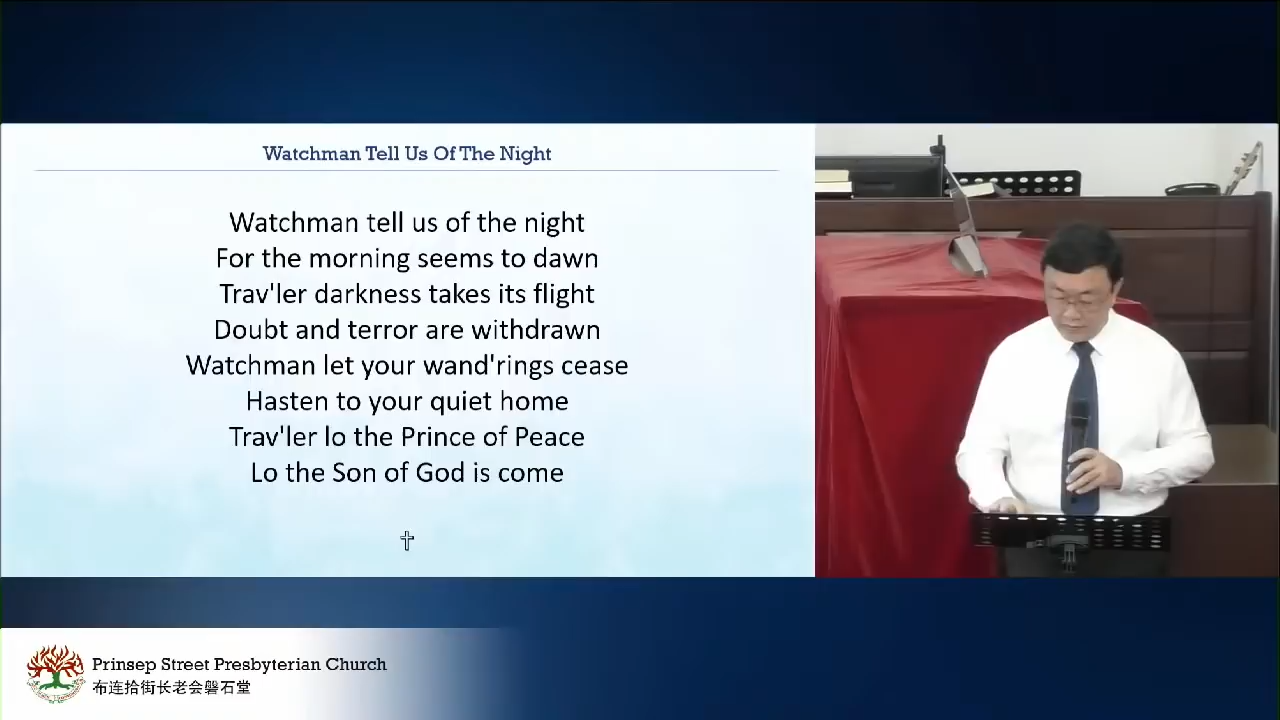 Watchman Tell Us Of The Night
Watchman tell us of the night
For the morning seems to dawn
Trav'ler darkness takes its flight
Doubt and terror are withdrawn
Watchman let your wand'rings cease
Hasten to your quiet home
Trav'ler lo the Prince of Peace
Lo the Son of God is come
Prinsep Street Presbyterian Church
布连拾街长老会磐石堂